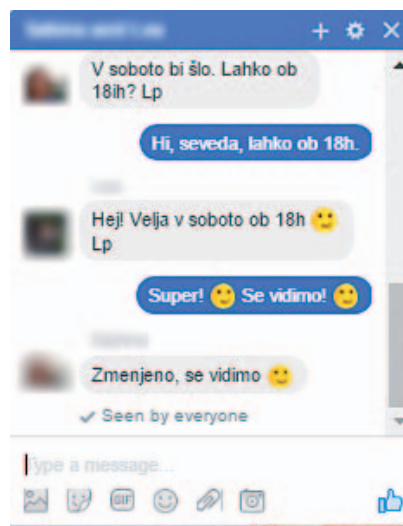 V soboto bi šlo. Lahko ob
18ih? Lp
Hi, seveda, lahko ob 18h.
Hej! Velja v soboto ob 18h 🙂
Lp
Super! 🙂 Se vidimo! 🙂
Zmenjeno, se vidimo 🙂
✓ Seen by everyone
Type a message...
GIF